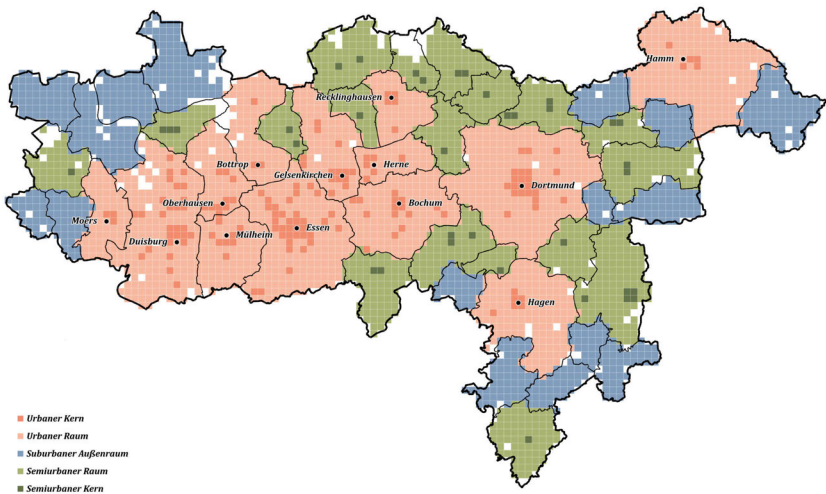 Hamm
Recklinghausen
Bottrop
Herne
Gelsenkirchen
Dortmund
Oberhausen
Bochum
Moers
Essen
Mülheim
Duisburg
Hagen
Urbaner Kern
Urbaner Raum
Suburbaner Außenraum
Semiurbaner Raum
Semiurbaner Kern